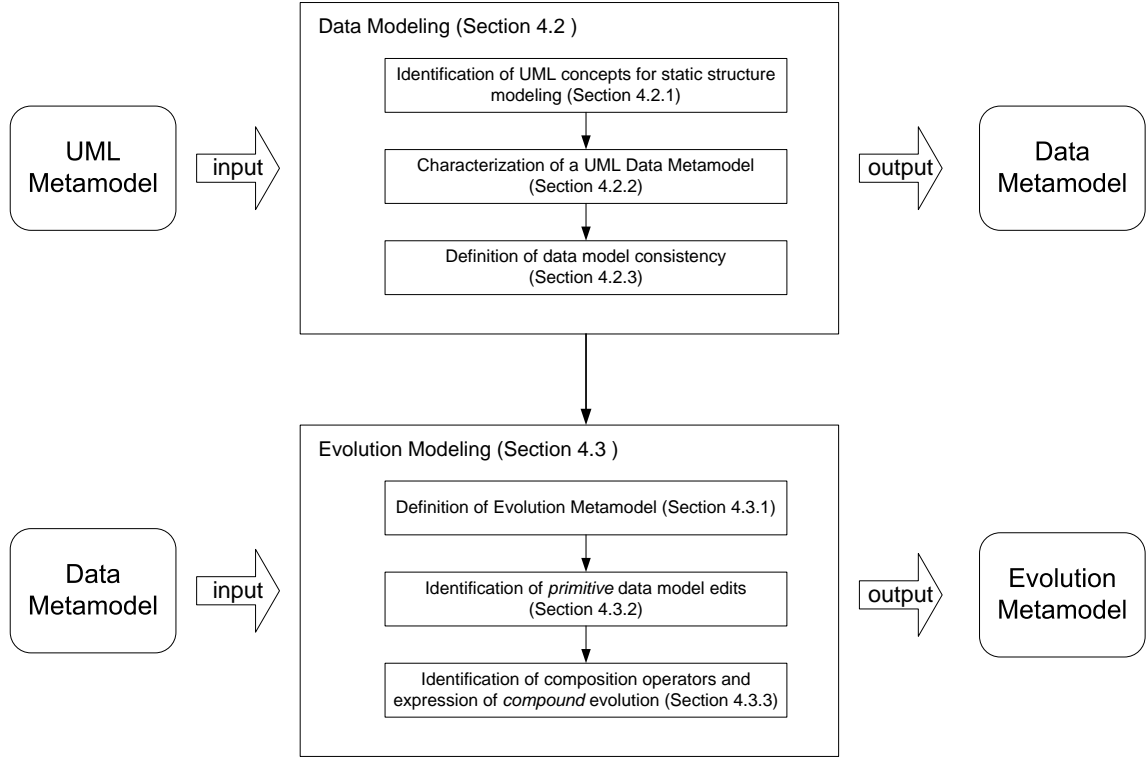 Data Modeling (Section 4.2 )
Identification of UML concepts for static structure
modeling (Section 4.2.1)
UML
Metamodel
input
Characterization of a UML Data Metamodel
(Section 4.2.2)
output
Data
Metamodel
Definition of data model consistency
(Section 4.2.3)
Evolution Modeling (Section 4.3 )
Definition of Evolution Metamodel (Section 4.3.1)
Data
Metamodel
input
Identification of primitive data model edits
(Section 4.3.2)
output
Evolution
Metamodel
Identification of composition operators and
expression of compound evolution (Section 4.3.3)